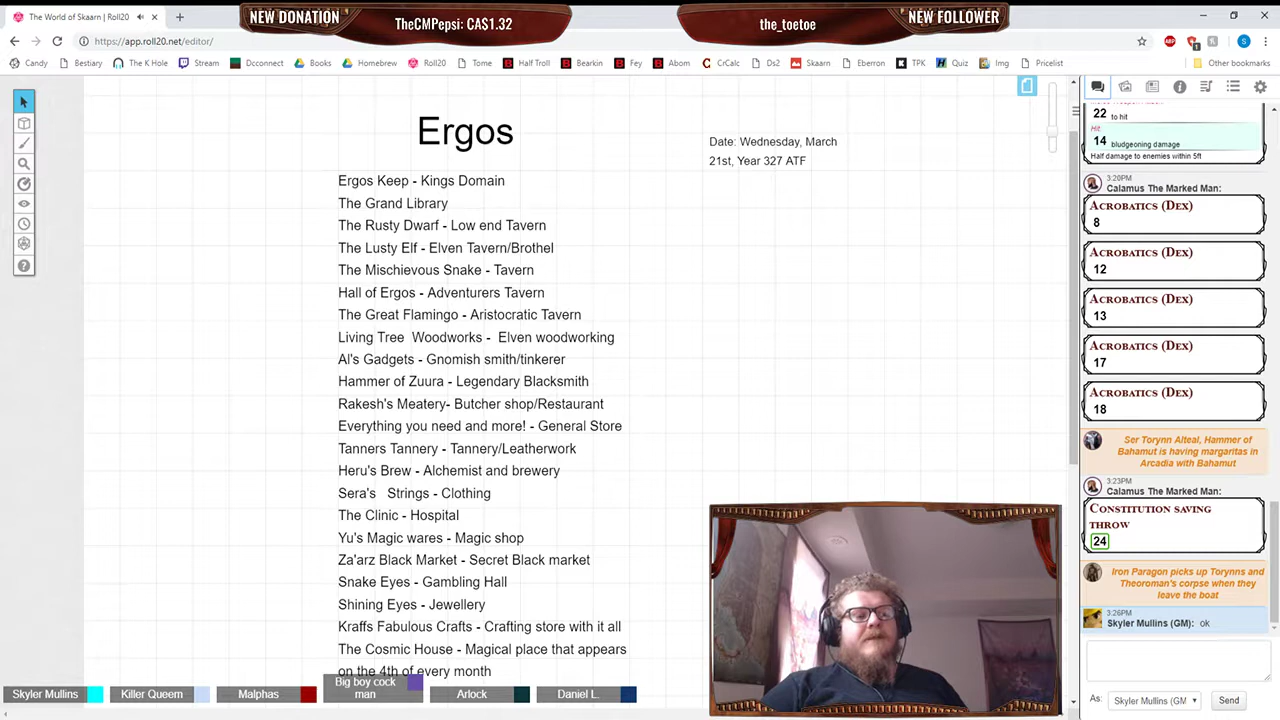 The World of Skaarn | Roll20
NEW DONATION
TheCMPepsi: CA$1.32
the_toetoe
NEW FOLLOWER
https://app.roll20.net/editor/
Candy
Bestiary
The K Hole
Stream
Dcconnect
Books
Homebrew
Roll20
Tome
Half Troll
Bearkin
Fey
Abom
CrCalc
Ds2
Skaarn
Eberron
TPK
Quiz
Img
Pricelist
Other bookmarks
Ergos
Date: Wednesday, March
21st, Year 327 ATF
Ergos Keep - Kings Domain
The Grand Library
The Rusty Dwarf - Low end Tavern
The Lusty Elf - Elven Tavern/Brothel
The Mischievous Snake - Tavern
Hall of Ergos - Adventurers Tavern
The Great Flamingo - Aristocratic Tavern
Living Tree Woodworks - Elven woodworking
Al's Gadgets - Gnomish smith/tinkerer
Hammer of Zuura - Legendary Blacksmith
Rakesh's Meatery- Butcher shop/Restaurant
Everything you need and more! - General Store
Tanners Tannery - Tannery/Leatherwork
Heru's Brew - Alchemist and brewery
Sera's Strings - Clothing
The Clinic - Hospital
Yu's Magic wares - Magic shop
Za'arz Black Market - Secret Black market
Snake Eyes - Gambling Hall
Shining Eyes - Jewellery
Kraffs Fabulous Crafts - Crafting store with it all
The Cosmic House - Magical place that appears
on the 4th of every month
Skyler Mullins
Killer Queem
Malphas
Big boy cock
man
Arlock
Daniel L.
22 to hit
Hit:
14 bludgeoning damage
Half damage to enemies within 5ft
3:20PM
Calamus The Marked Man:
Acrobatics (Dex)
8
Acrobatics (Dex)
12
Acrobatics (Dex)
13
Acrobatics (Dex)
17
Acrobatics (Dex)
18
Ser Torynn Alteal, Hammer of
Bahamut is having margaritas in
Arcadia with Bahamut
3:23PM
Calamus The Marked Man:
Constitution saving
throw
24
Iron Paragon picks up Torynns and
Theoroman's corpse when they
leave the boat
3:26PM
Skyler Mullins (GM): ok
As: Skyler Mullins (GM
Send